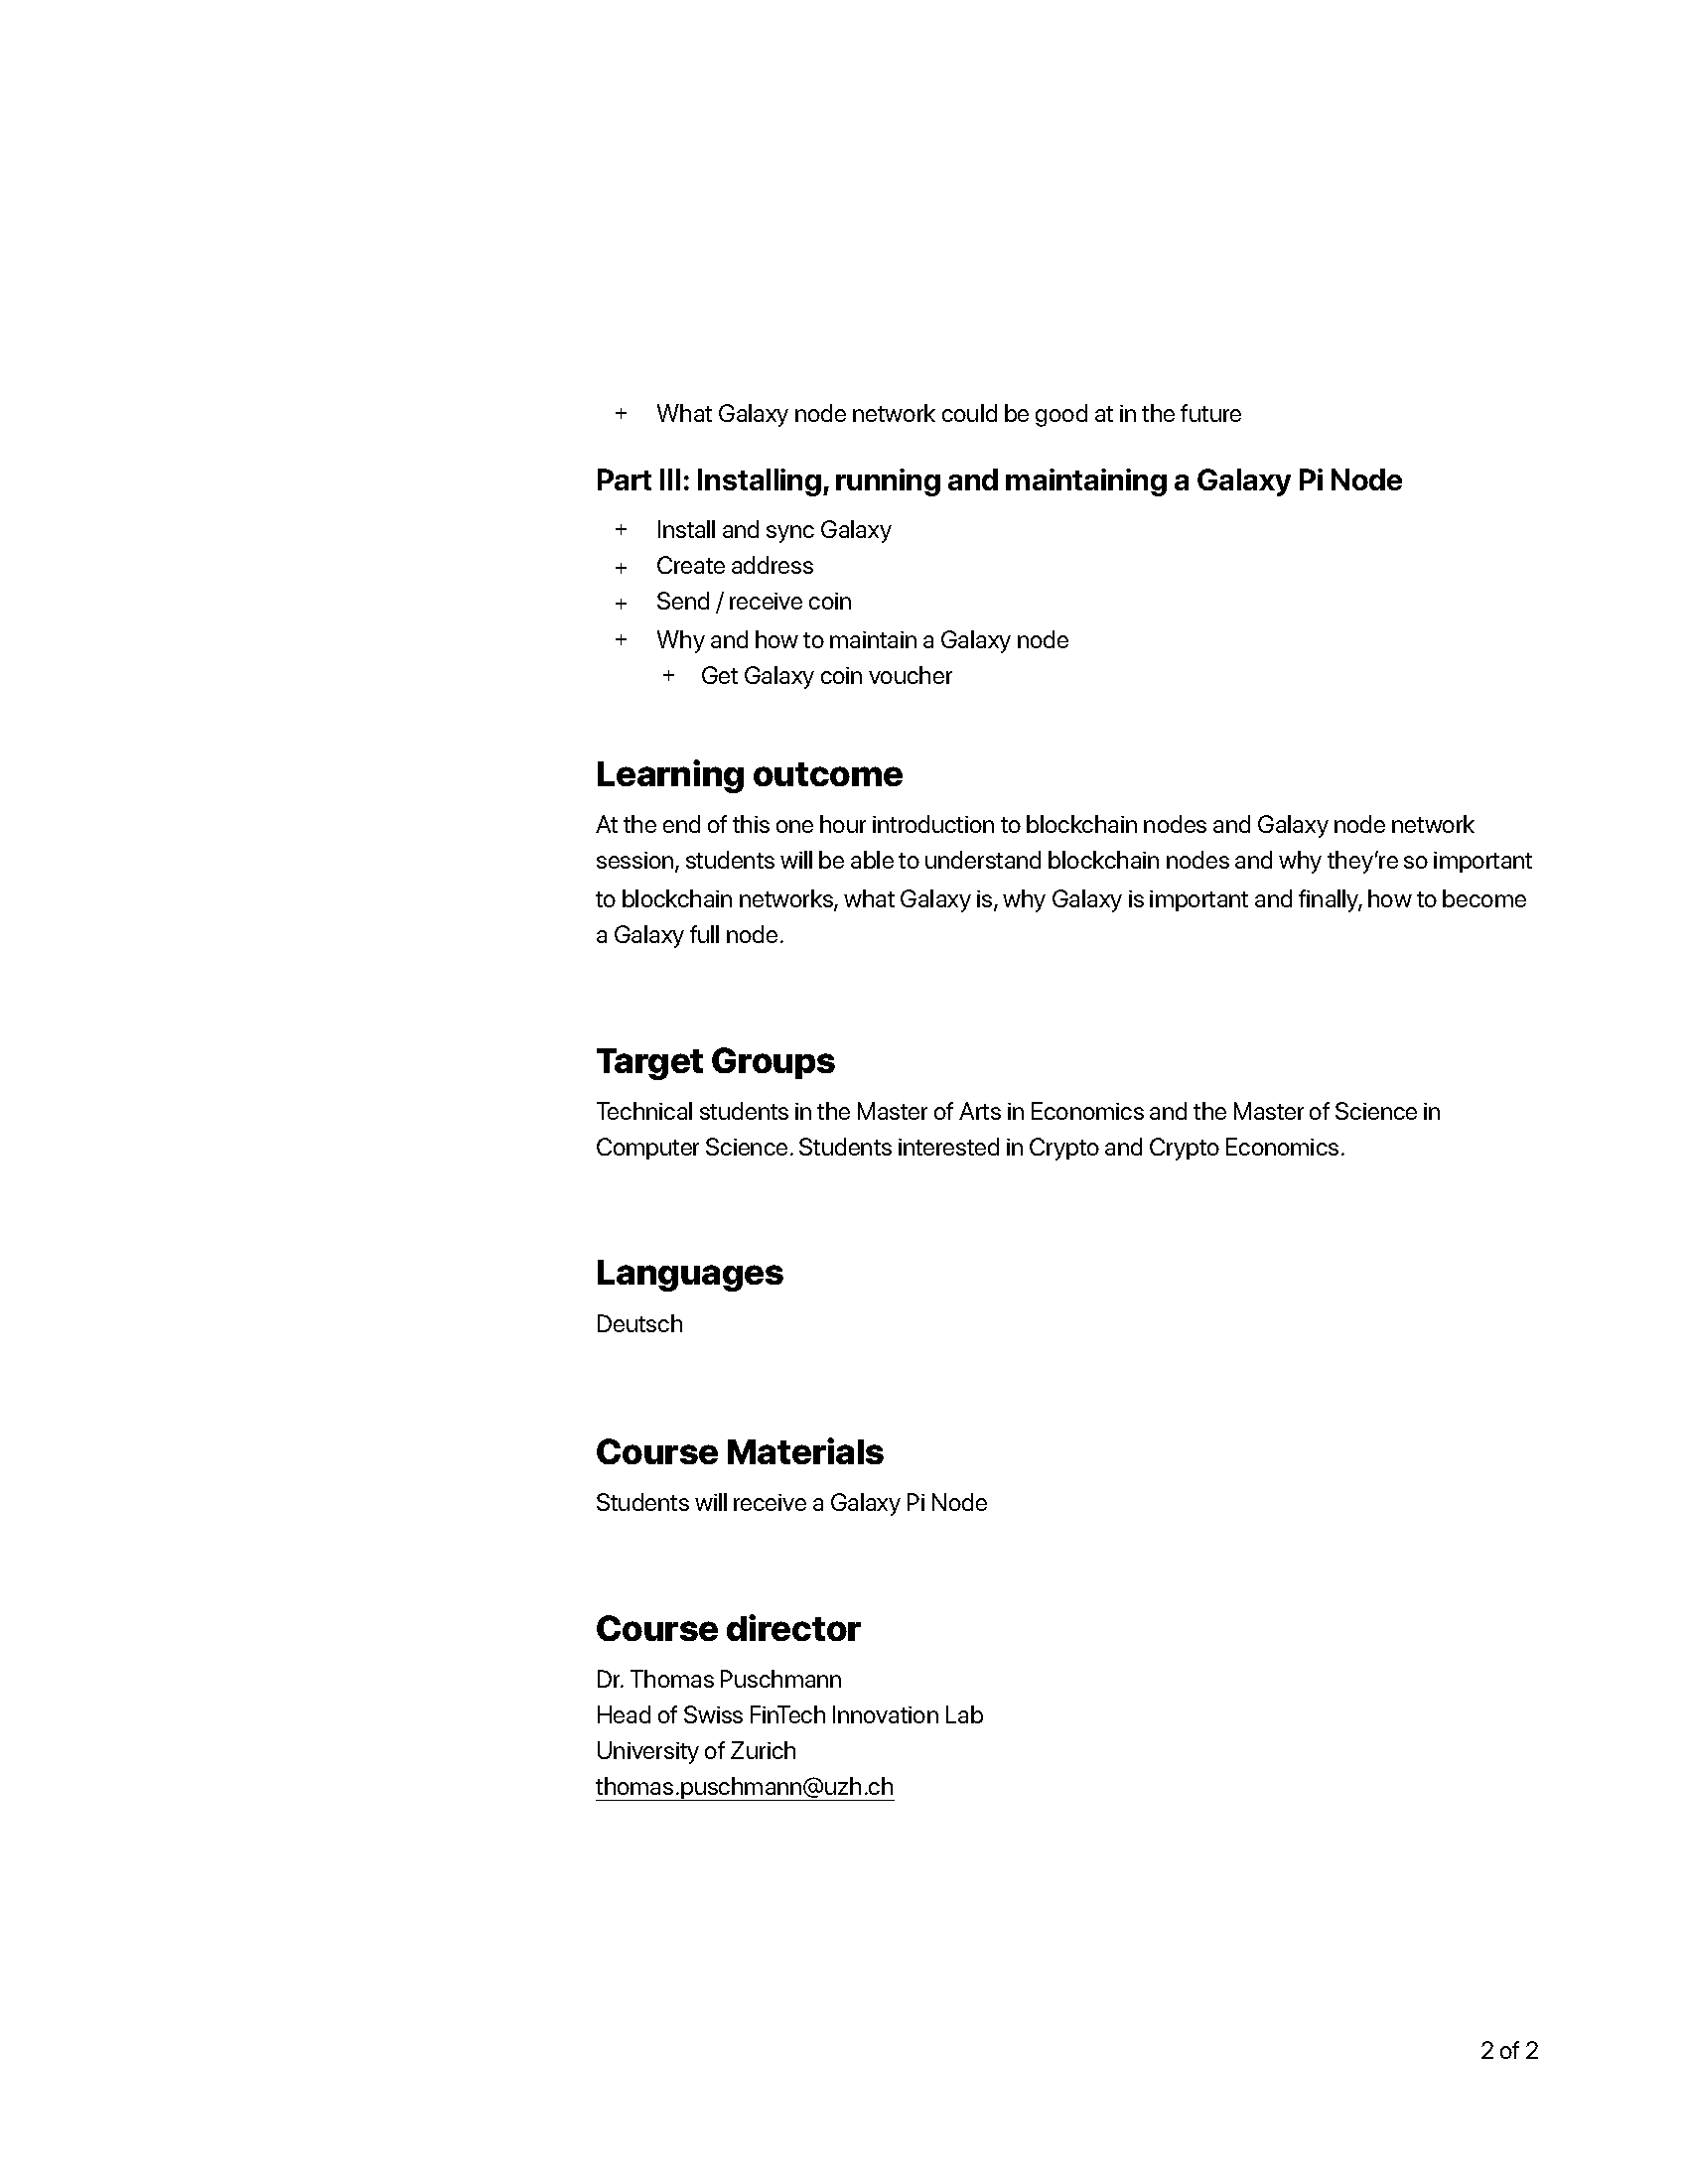 + What Galaxy node network could be good at in the future
Part III: Installing, running and maintaining a Galaxy Pi Node
+ Install and sync Galaxy
+ Create address
+ Send / receive coin
+ Why and how to maintain a Galaxy node
+ Get Galaxy coin voucher
Learning outcome
At the end of this one hour introduction to blockchain nodes and Galaxy node network
session, students will be able to understand blockchain nodes and why they’re so important
to blockchain networks, what Galaxy is, why Galaxy is important and finally, how to become
a Galaxy full node.
Target Groups
Technical students in the Master of Arts in Economics and the Master of Science in
Computer Science. Students interested in Crypto and Crypto Economics.
Languages
Deutsch
Course Materials
Students will receive a Galaxy Pi Node
Course director
Dr. Thomas Puschmann
Head of Swiss FinTech Innovation Lab
University of Zurich
thomas.puschmann@uzh.ch
2 of 2